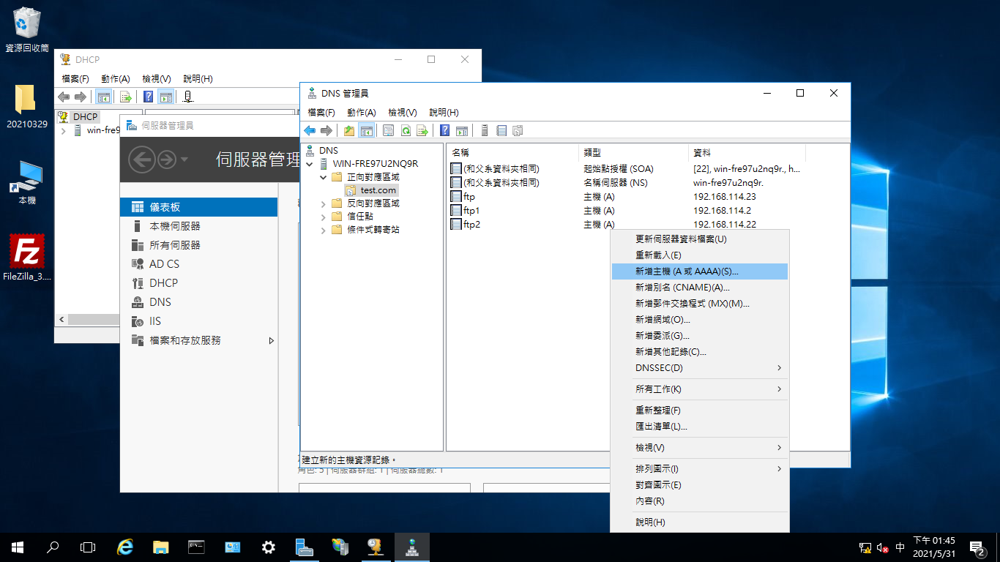 資源回收筒
20210329
本機
FileZilla_3....
DHCP
檔案(F) 動作(A) 檢視(V) 說明(H)
DHCP
win-fre9
伺服器管理員
伺服器管理
儀表板
本機伺服器
所有伺服器
AD CS
DHCP
DNS
IIS
檔案和存放服務
角色: 5 | 伺服器群組: 1 | 伺服器總數: 1
DNS 管理員
檔案(F) 動作(A) 檢視(V) 說明(H)
DNS
WIN-FRE97U2NQ9R
正向對應區域
test.com
反向對應區域
信任點
條件式轉寄站
名稱 類型 資料
(和父系資料夾相同) 起始點授權 (SOA) [22], win-fre97u2nq9r., h...
(和父系資料夾相同) 名稱伺服器 (NS) win-fre97u2nq9r.
ftp 主機 (A) 192.168.114.23
ftp1 主機 (A) 192.168.114.2
ftp2 主機 (A) 192.168.114.22
建立新的主機資源記錄。
更新伺服器資料檔案(U)
重新載入(E)
新增主機 (A 或 AAAA)(S)...
新增別名 (CNAME)(A)...
新增郵件交換程式 (MX)(M)...
新增網域(O)...
新增委派(G)...
新增其他記錄(C)...
DNSSEC(D)
所有工作(K)
重新整理(F)
匯出清單(L)...
檢視(V)
排列圖示(I)
對齊圖示(E)
內容(R)
說明(H)
中
下午 01:45
2021/5/31
2